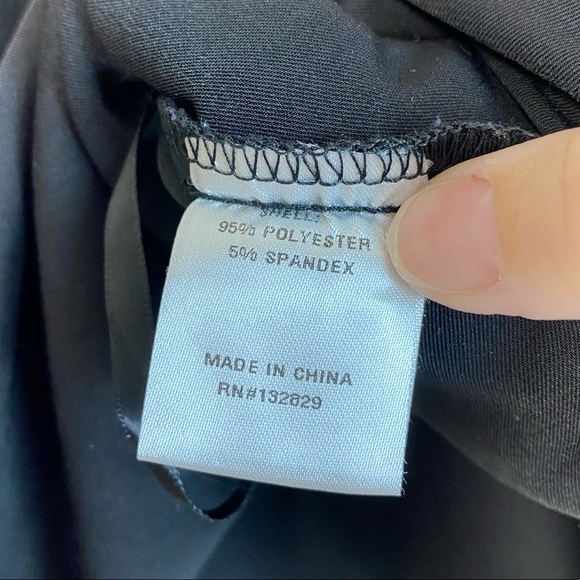 SHELL:
95% POLYESTER
5% SPANDEX
MADE IN CHINA
RN#132829